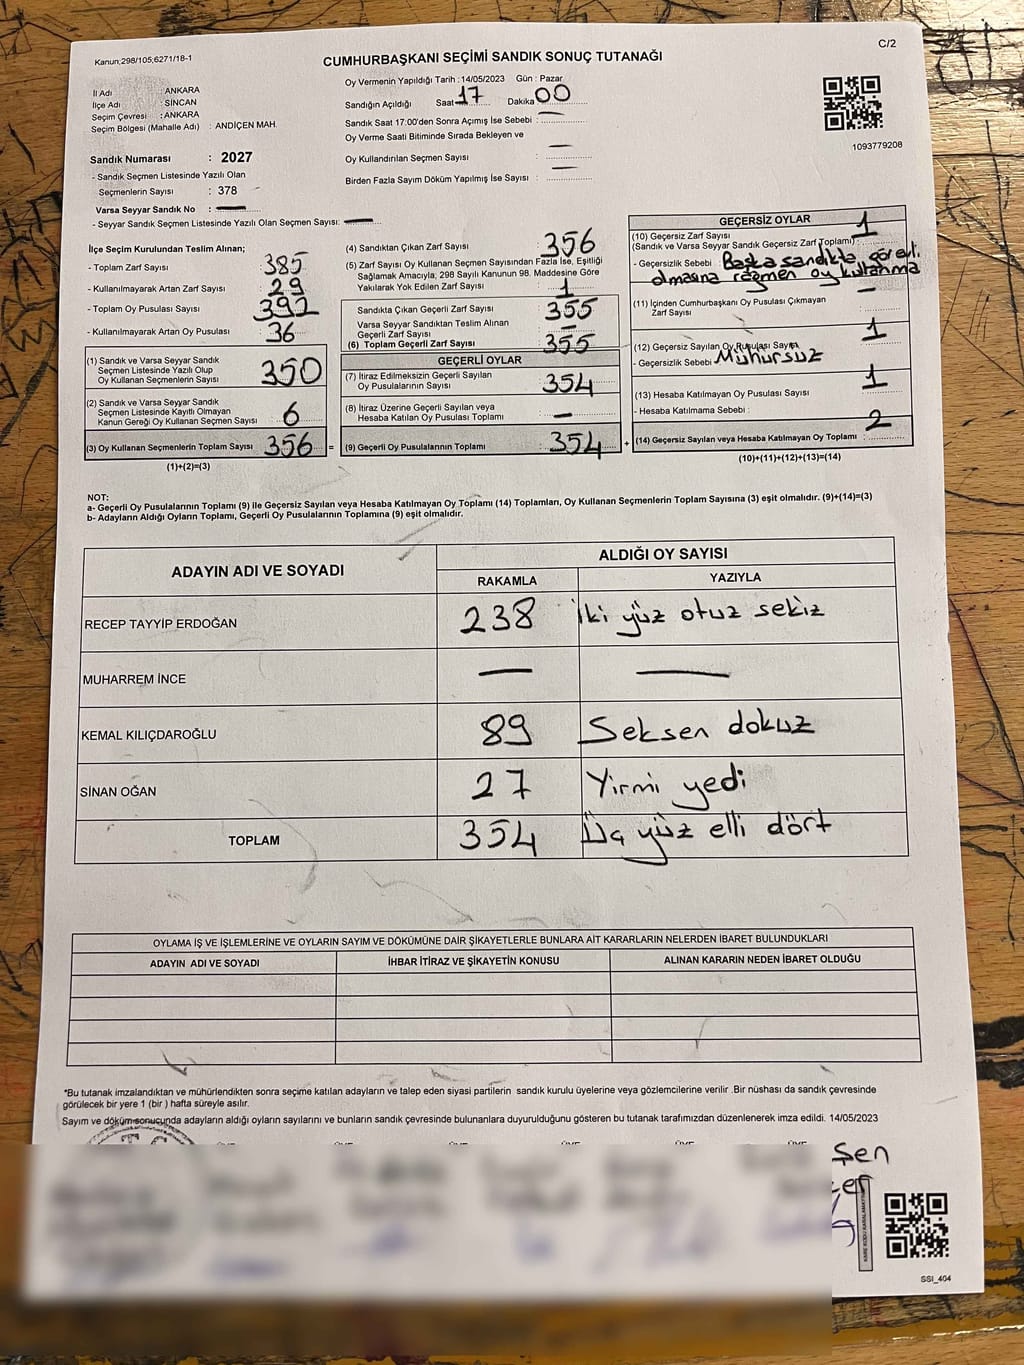 C/2
Kanun;298/105;6271/18-1
CUMHURBAŞKANI SEÇİMİ SANDIK SONUÇ TUTANAĞI
İl Adı : ANKARA
İlçe Adı : SİNCAN
Seçim Çevresi : ANKARA
Seçim Bölgesi (Mahalle Adı) : ANDİÇEN MAH.
Sandık Numarası : 2027
- Sandık Seçmen Listesinde Yazılı Olan
Seçmenlerin Sayısı : 378
Varsa Seyyar Sandık No :
- Seyyar Sandık Seçmen Listesinde Yazılı Olan Seçmen Sayısı:
Oy Vermenin Yapıldığı Tarih : 14/05/2023 Gün : Pazar
Sandığın Açıldığı Saat 17 Dakika 00
Sandık Saat 17:00'den Sonra Açımış İse Sebebi :
Oy Verme Saati Bitiminde Sırada Bekleyen ve
Oy Kullandırılan Seçmen Sayısı :
Birden Fazla Sayım Döküm Yapılmış İse Sayısı :
1093779208
İlçe Seçim Kurulundan Teslim Alınan;
- Toplam Zarf Sayısı : 385
- Kullanılmayarak Artan Zarf Sayısı : 29
- Toplam Oy Pusulası Sayısı : 392
- Kullanılmayarak Artan Oy Pusulası : 36
(1) Sandık ve Varsa Seyyar Sandık
Seçmen Listesinde Yazılı Olup
Oy Kullanan Seçmenlerin Sayısı 350
(2) Sandık ve Varsa Seyyar Sandık
Seçmen Listesinde Kayıtlı Olmayan
Kanun Gereği Oy Kullanan Seçmen Sayısı 6
(3) Oy Kullanan Seçmenlerin Toplam Sayısı 356 =
(1)+(2)=(3)
(4) Sandıktan Çıkan Zarf Sayısı : 356
(5) Zarf Sayısı Oy Kullanan Seçmen Sayısından Fazla İse, Eşitliği
Sağlamak Amacıyla, 298 Sayılı Kanunun 98. Maddesine Göre
Yakılarak Yok Edilen Zarf Sayısı : 1
Sandıkta Çıkan Geçerli Zarf Sayısı : 355
Varsa Seyyar Sandıktan Teslim Alınan
Geçerli Zarf Sayısı :
(6) Toplam Geçerli Zarf Sayısı : 355
GEÇERLİ OYLAR
(7) İtiraz Edilmeksizin Geçerli Sayılan
Oy Pusulalarının Sayısı : 354
(8) İtiraz Üzerine Geçerli Sayılan veya
Hesaba Katılan Oy Pusulası Toplamı :
(9) Geçerli Oy Pusulalarının Toplamı : 354 +
GEÇERSİZ OYLAR
(10) Geçersiz Zarf Sayısı 1
(Sandık ve Varsa Seyyar Sandık Geçersiz Zarf Toplamı) :
- Geçersizlik Sebebi : Başka sandıkta görevli
olmasına rağmen oy kullanma
(11) İçinden Cumhurbaşkanı Oy Pusulası Çıkmayan
Zarf Sayısı :
(12) Geçersiz Sayılan Oy Pusulası Sayısı 1
- Geçersizlik Sebebi : Mühürsüz
(13) Hesaba Katılmayan Oy Pusulası Sayısı : 1
- Hesaba Katılmama Sebebi :
(14) Geçersiz Sayılan veya Hesaba Katılmayan Oy Toplamı : 2
(10)+(11)+(12)+(13)=(14)
NOT:
a- Geçerli Oy Pusulalarının Toplamı (9) ile Geçersiz Sayılan veya Hesaba Katılmayan Oy Toplamı (14) Toplamları, Oy Kullanan Seçmenlerin Toplam Sayısına (3) eşit olmalıdır. (9)+(14)=(3)
b- Adayların Aldığı Oyların Toplamı, Geçerli Oy Pusulalarının Toplamına (9) eşit olmalıdır.
ADAYIN ADI VE SOYADI
ALDIĞI OY SAYISI
RAKAMLA YAZIYLA
RECEP TAYYİP ERDOĞAN 238 iki yüz otuz sekiz
MUHARREM İNCE
KEMAL KILIÇDAROĞLU 89 Seksen dokuz
SİNAN OĞAN 27 Yirmi yedi
TOPLAM 354 Üç yüz elli dört
OYLAMA İŞ VE İŞLEMLERİNE VE OYLARIN SAYIM VE DÖKÜMÜNE DAİR ŞİKAYETLERLE BUNLARA AİT KARARLARIN NELERDEN İBARET BULUNDUKLARI
ADAYIN ADI VE SOYADI İHBAR İTİRAZ VE ŞİKAYETİN KONUSU ALINAN KARARIN NEDEN İBARET OLDUĞU
*Bu tutanak imzalandıktan ve mühürlendikten sonra seçime katılan adayların ve talep eden siyasi partilerin sandık kurulu üyelerine veya gözlemcilerine verilir .Bir nüshası da sandık çevresinde
görülecek bir yere 1 (bir ) hafta süreyle asılır.
Sayım ve döküm sonucunda adayların aldığı oyların sayılarını ve bunların sandık çevresinde bulunanlara duyurulduğunu gösteren bu tutanak tarafımızdan düzenlenerek imza edildi. 14/05/2023
Şen
SSI_404